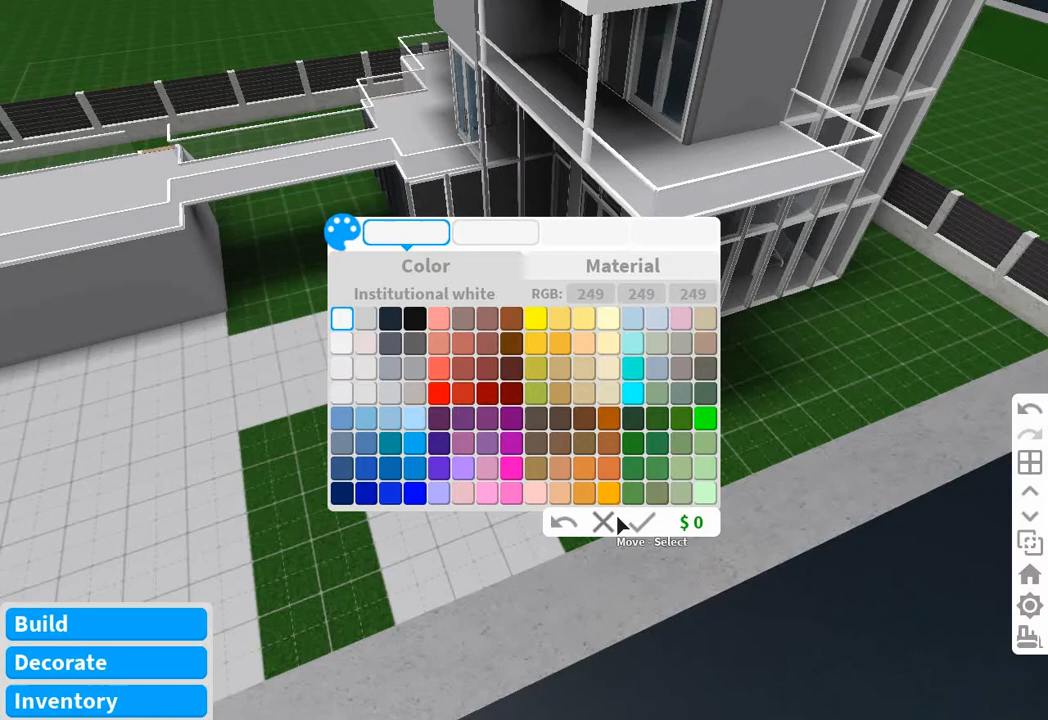 Color
Material
Institutional white
RGB: 249 249 249
$ 0
Move - Select
Build
Decorate
Inventory